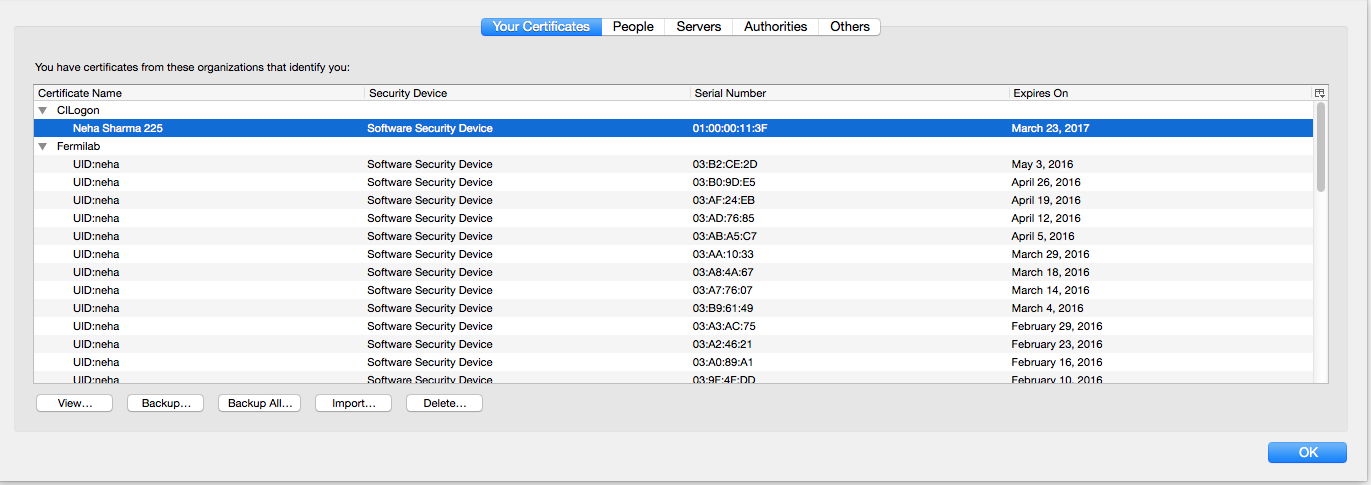 Your Certificates People Servers Authorities Others
You have certificates from these organizations that identify you:
Certificate Name Security Device Serial Number Expires On
CILogon
Neha Sharma 225 Software Security Device 01:00:00:11:3F March 23, 2017
Fermilab
UID:neha Software Security Device 03:B2:CE:2D May 3, 2016
UID:neha Software Security Device 03:B0:9D:E5 April 26, 2016
UID:neha Software Security Device 03:AF:24:EB April 19, 2016
UID:neha Software Security Device 03:AD:76:85 April 12, 2016
UID:neha Software Security Device 03:AB:A5:C7 April 5, 2016
UID:neha Software Security Device 03:AA:10:33 March 29, 2016
UID:neha Software Security Device 03:A8:4A:67 March 18, 2016
UID:neha Software Security Device 03:A7:76:07 March 14, 2016
UID:neha Software Security Device 03:B9:61:49 March 4, 2016
UID:neha Software Security Device 03:A3:AC:75 February 29, 2016
UID:neha Software Security Device 03:A2:46:21 February 23, 2016
UID:neha Software Security Device 03:A0:89:A1 February 16, 2016
UID:neha Software Security Device 03:9E:4F:DD February 10, 2016
View... Backup... Backup All... Import... Delete...
OK